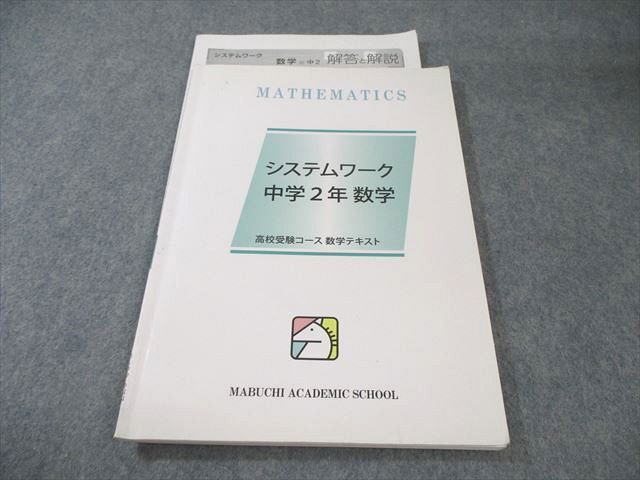 システムワーク
数学 中2 解答と解説
MATHEMATICS
システムワーク
中学2年 数学
高校受験コース 数学テキスト
MABUCHI ACADEMIC SCHOOL